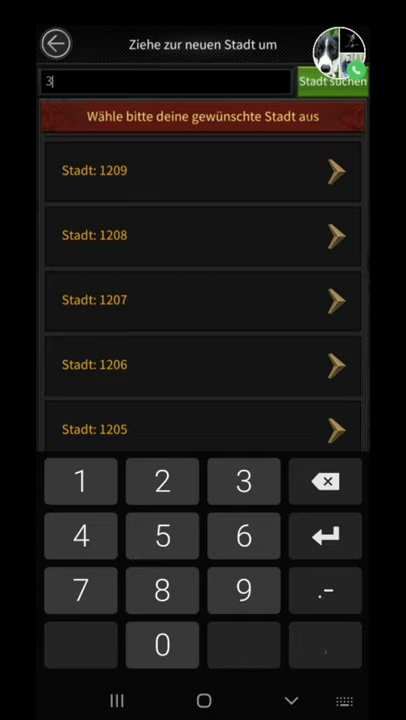 Ziehe zur neuen Stadt um
3
Stadt suchen
Wähle bitte deine gewünschte Stadt aus
Stadt: 1209
Stadt: 1208
Stadt: 1207
Stadt: 1206
Stadt: 1205
1 2 3
4 5 6
7 8 9 .-
0 ,